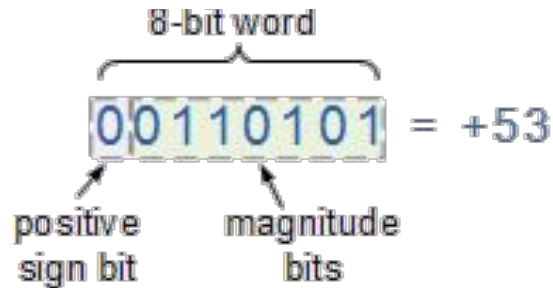 8-bit word
00110101 = +53
positive magnitude
sign bit bits